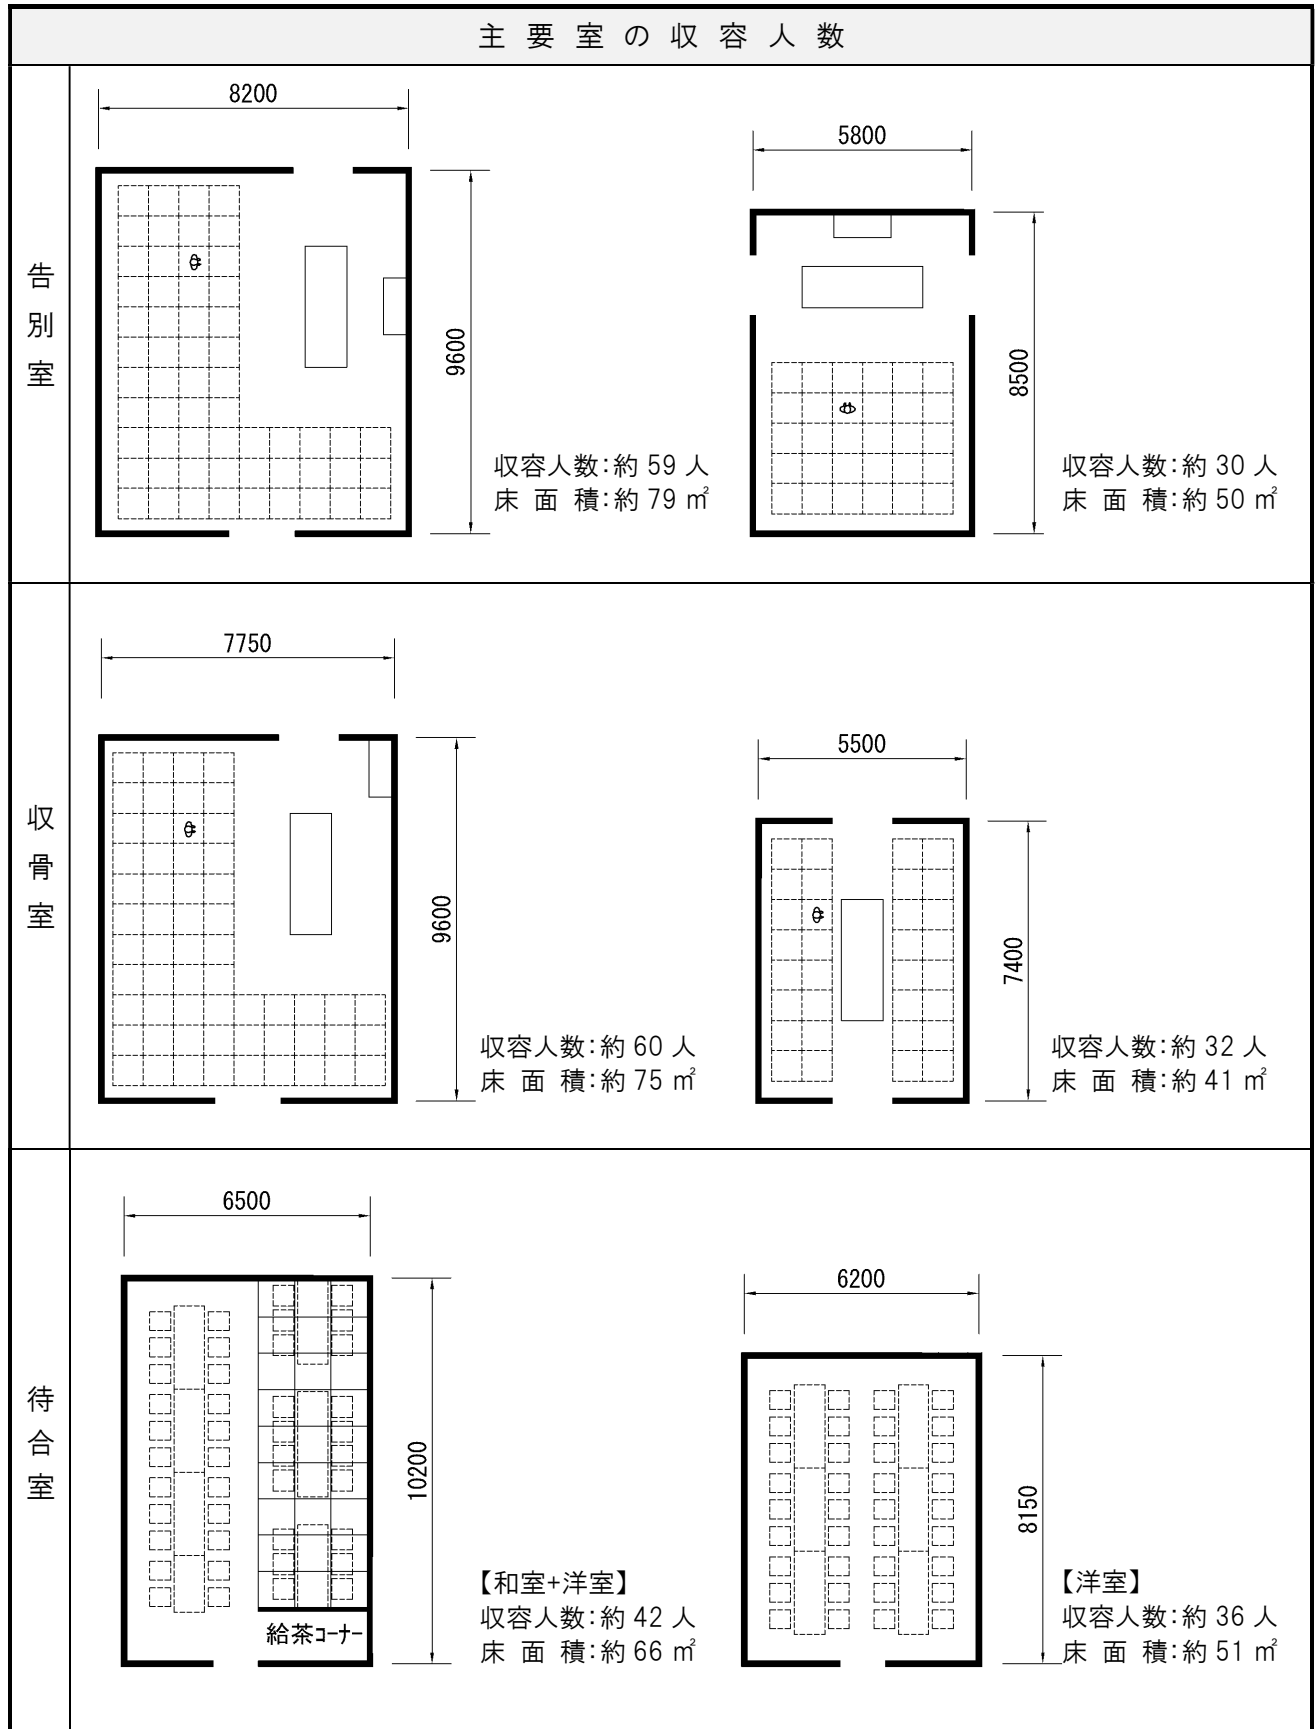 主要室の収容人数
告別室
8200
9600
収容人数：約 59 人
床面積：約 79 ㎡
5800
8500
収容人数：約 30 人
床面積：約 50 ㎡
収骨室
7750
9600
収容人数：約 60 人
床面積：約 75 ㎡
5500
7400
収容人数：約 32 人
床面積：約 41 ㎡
待合室
6500
10200
給茶コーナー
【和室+洋室】
収容人数：約 42 人
床面積：約 66 ㎡
6200
8150
【洋室】
収容人数：約 36 人
床面積：約 51 ㎡